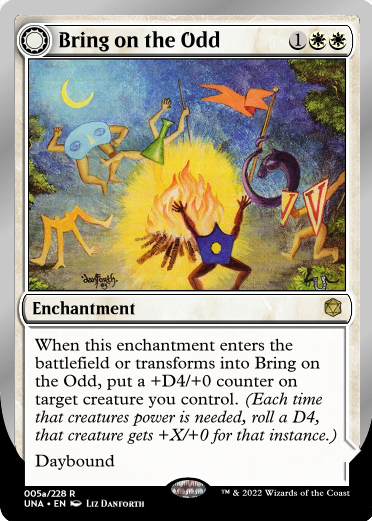 Bring on the Odd 1
danforth
Enchantment
When this enchantment enters the
battlefield or transforms into Bring on
the Odd, put a +D4/+0 counter on
target creature you control. (Each time
that creatures power is needed, roll a D4,
that creature gets +X/+0 for that instance.)
Daybound
005a/228 R
UNA • EN LIZ DANFORTH ™ & 2022 Wizards of the Coast